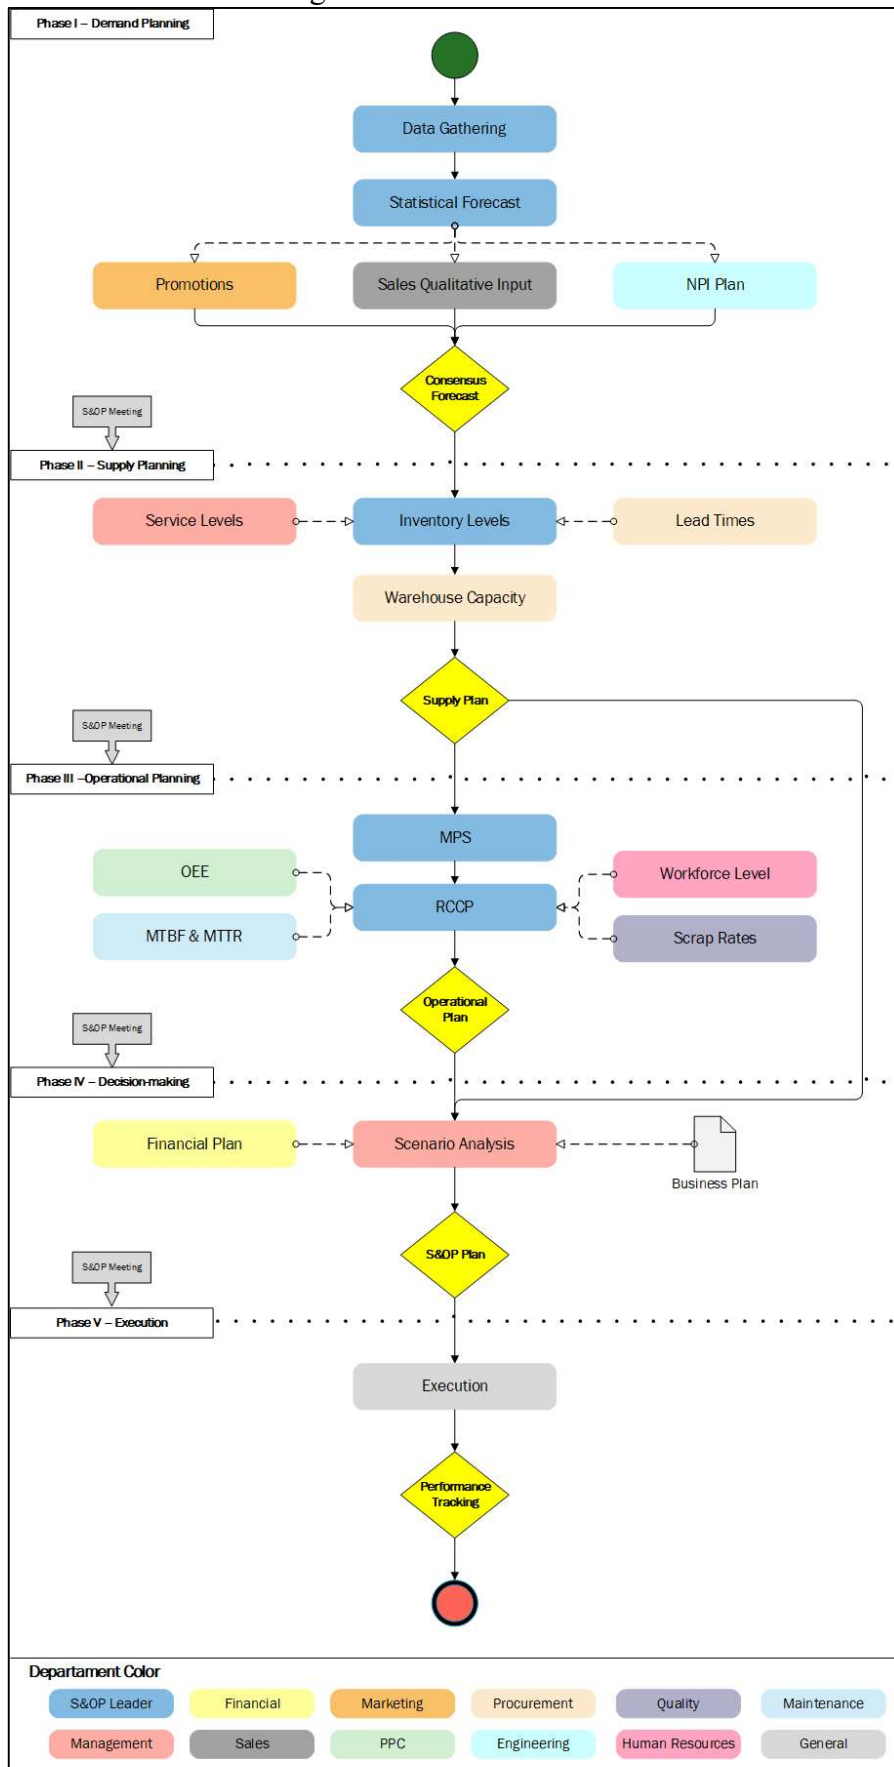 Phase I – Demand Planning
Data Gathering
Statistical Forecast
Promotions
Sales Qualitative Input
NPI Plan
Consensus
Forecast
S&OP Meeting
Phase II – Supply Planning
Service Levels
Inventory Levels
Lead Times
Warehouse Capacity
Supply Plan
S&OP Meeting
Phase III –Operational Planning
MPS
OEE
Workforce Level
RCCP
MTBF & MTTR
Scrap Rates
Operational
Plan
S&OP Meeting
Phase IV – Decision-making
Financial Plan
Scenario Analysis
Business Plan
S&OP Plan
S&OP Meeting
Phase V – Execution
Execution
Performance
Tracking
Departament Color
S&OP Leader
Financial
Marketing
Procurement
Quality
Maintenance
Management
Sales
PPC
Engineering
Human Resources
General